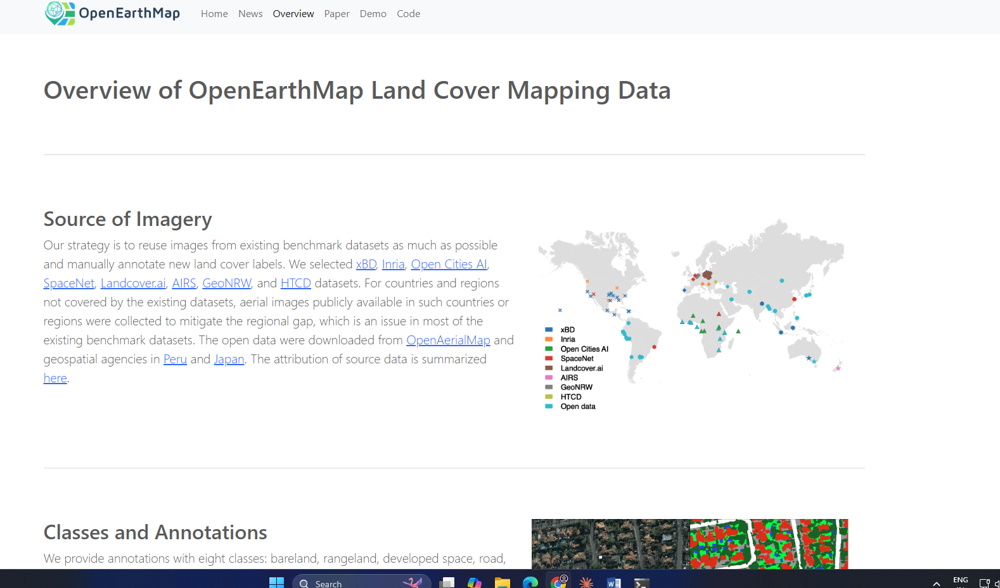 OpenEarthMap
Home News Overview Paper Demo Code
Overview of OpenEarthMap Land Cover Mapping Data
Source of Imagery
Our strategy is to reuse images from existing benchmark datasets as much as possible
and manually annotate new land cover labels. We selected xBD, Inria, Open Cities AI,
SpaceNet, Landcover.ai, AIRS, GeoNRW, and HTCD datasets. For countries and regions
not covered by the existing datasets, aerial images publicly available in such countries or
regions were collected to mitigate the regional gap, which is an issue in most of the
existing benchmark datasets. The open data were downloaded from OpenAerialMap and
geospatial agencies in Peru and Japan. The attribution of source data is summarized
here.
xBD
Inria
Open Cities AI
SpaceNet
Landcover.ai
AIRS
GeoNRW
HTCD
Open data
Classes and Annotations
We provide annotations with eight classes: bareland, rangeland, developed space, road,
Search
ENG